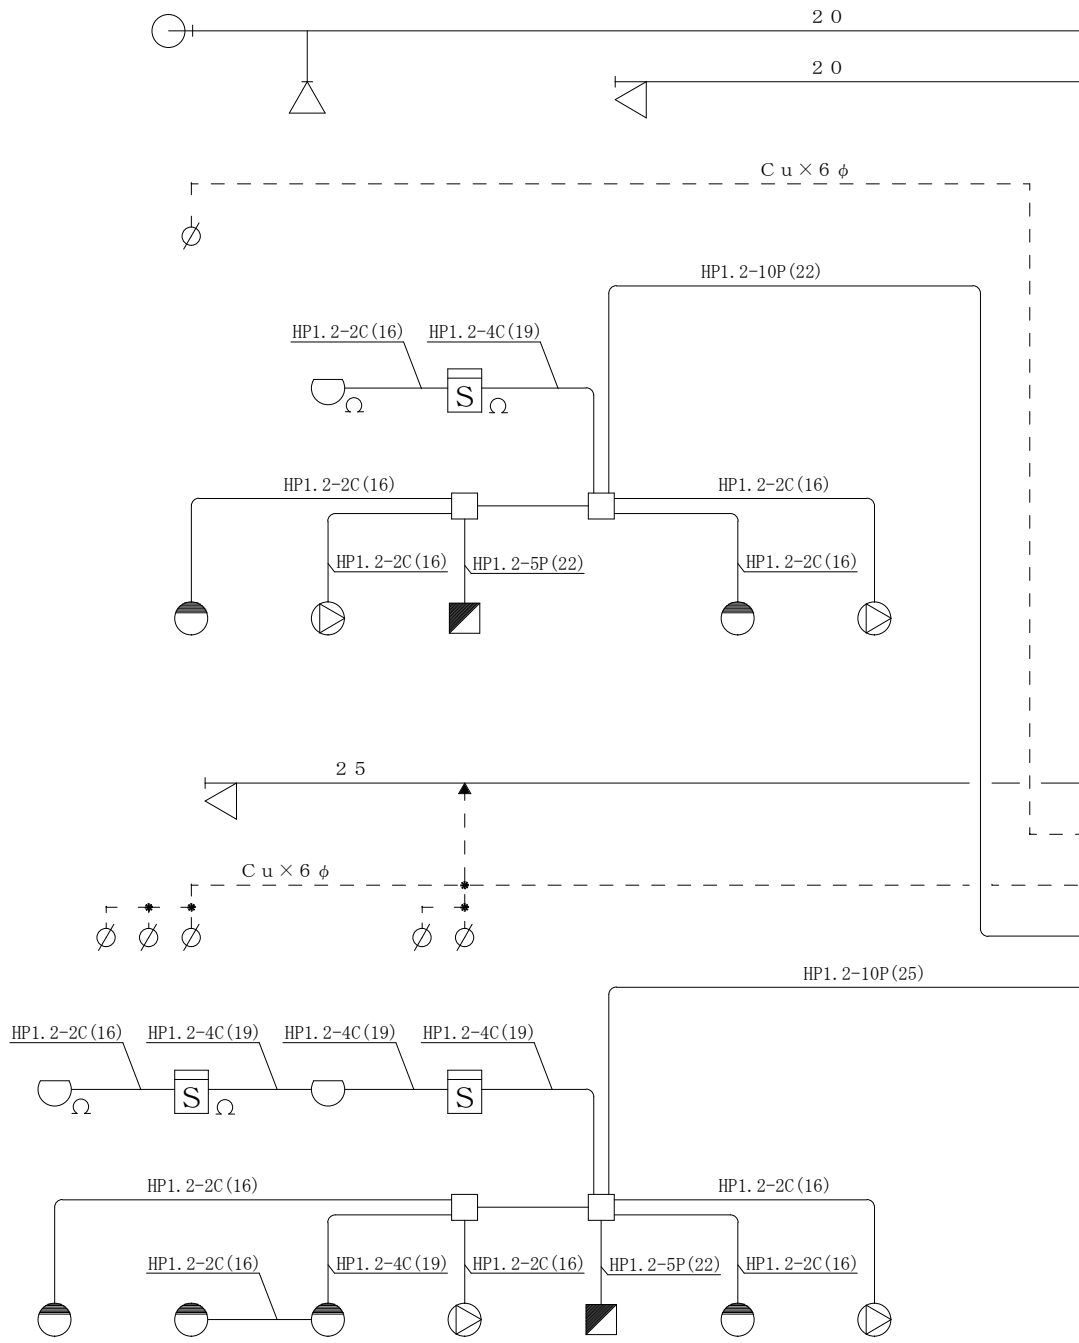 ２０
２０
Ｃｕ×６φ
HP1.2-10P(22)
HP1.2-2C(16) HP1.2-4C(19)
S
Ω Ω
HP1.2-2C(16) HP1.2-2C(16)
HP1.2-2C(16) HP1.2-5P(22) HP1.2-2C(16)
２５
Ｃｕ×６φ
HP1.2-10P(25)
HP1.2-2C(16) HP1.2-4C(19) HP1.2-4C(19) HP1.2-4C(19)
S S
Ω Ω
HP1.2-2C(16) HP1.2-2C(16)
HP1.2-2C(16) HP1.2-4C(19) HP1.2-2C(16) HP1.2-5P(22) HP1.2-2C(16)